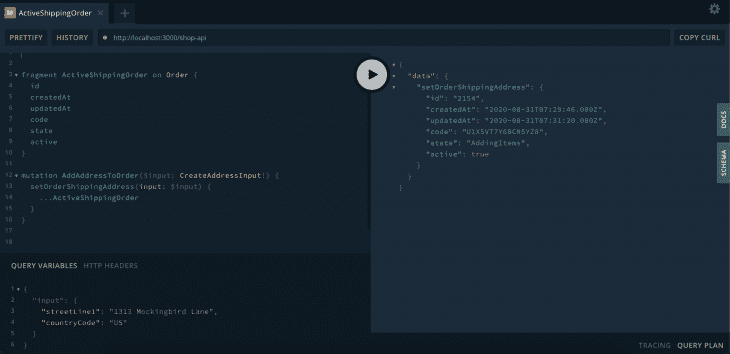 ActiveShippingOrder
PRETTIFY HISTORY http://localhost:3000/shop-api COPY CURL
1 {
2
3 fragment ActiveShippingOrder on Order {
4 id
5 createdAt
6 updatedAt
7 code
8 state
9 active
10 }
11
12 mutation AddAddressToOrder($input: CreateAddressInput!) {
13 setOrderShippingAddress(input: $input) {
14 ...ActiveShippingOrder
15 }
16 }
17
18
{
"data": {
"setOrderShippingAddress": {
"id": "2154",
"createdAt": "2020-08-31T07:29:46.000Z",
"updatedAt": "2020-08-31T07:31:20.000Z",
"state": "AddingItems",
"active": true
}
}
}
DOCS
SCHEMA
QUERY VARIABLES HTTP HEADERS
1 {
2 "input": {
3 "streetLine1": "1313 Mockingbird Lane",
4 "countryCode": "US"
5 }
6 }
TRACING QUERY PLAN